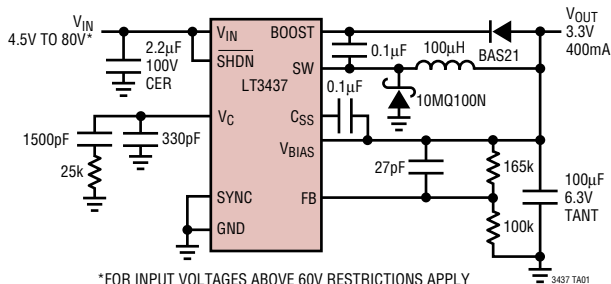 VIN
4.5V TO 80V*
2.2µF
100V
CER
1500pF
25k
330pF
VIN
SHDN
LT3437
VC
SYNC
GND
BOOST
SW
CSS
VBIAS
FB
0.1µF
100µH
BAS21
10MQ100N
0.1µF
27pF
165k
100k
VOUT
3.3V
400mA
100µF
6.3V
TANT
*FOR INPUT VOLTAGES ABOVE 60V RESTRICTIONS APPLY
3437 TA01